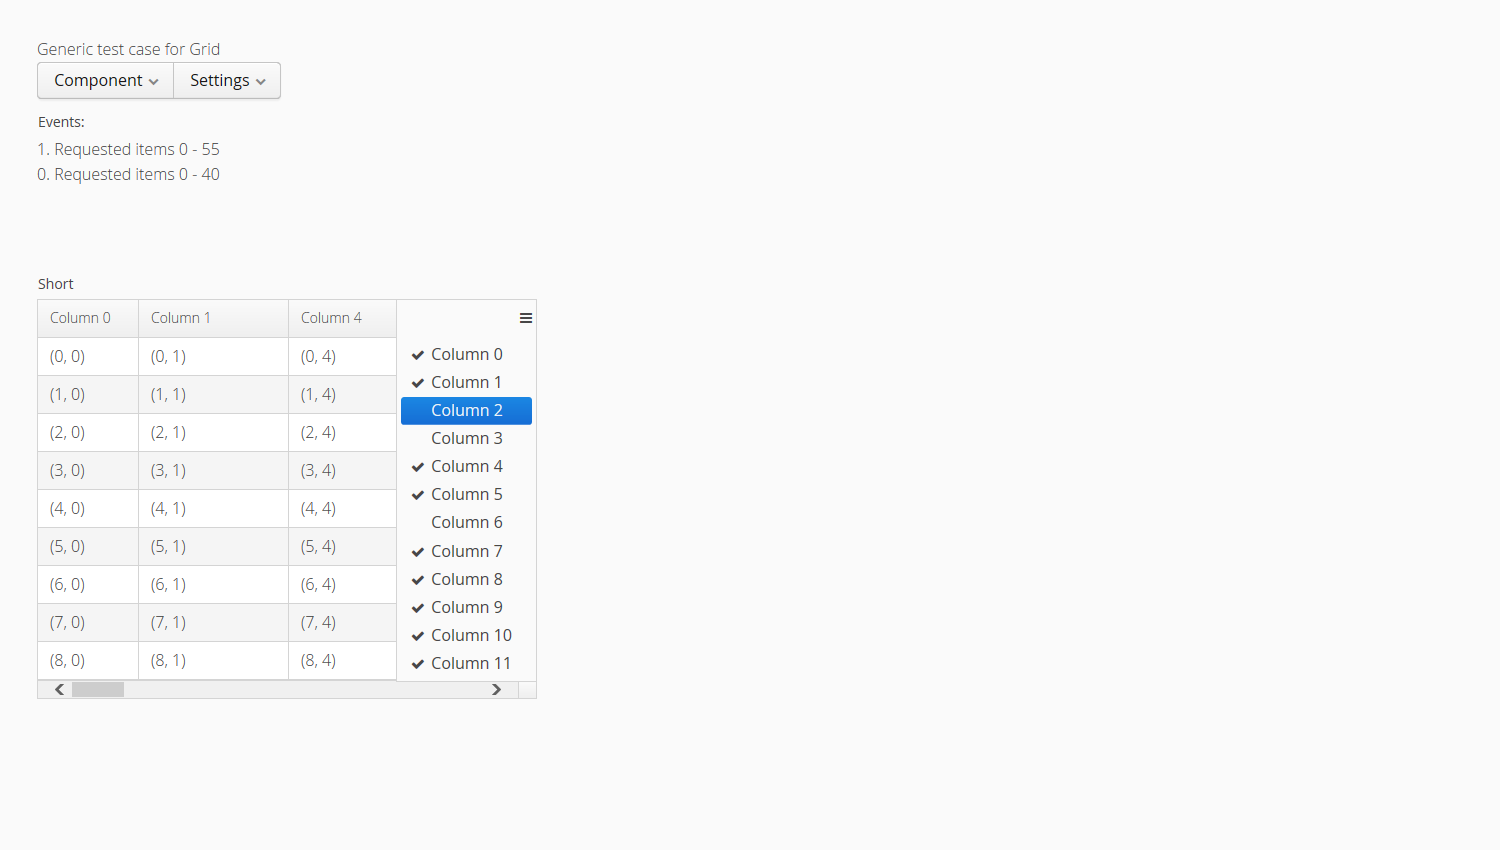 Generic test case for Grid
Component Settings
Events:
1. Requested items 0 - 55
0. Requested items 0 - 40
Short
Column 0 Column 1 Column 4
(0, 0) (0, 1) (0, 4)
(1, 0) (1, 1) (1, 4)
(2, 0) (2, 1) (2, 4)
(3, 0) (3, 1) (3, 4)
(4, 0) (4, 1) (4, 4)
(5, 0) (5, 1) (5, 4)
(6, 0) (6, 1) (6, 4)
(7, 0) (7, 1) (7, 4)
(8, 0) (8, 1) (8, 4)
Column 0
Column 1
Column 2
Column 3
Column 4
Column 5
Column 6
Column 7
Column 8
Column 9
Column 10
Column 11